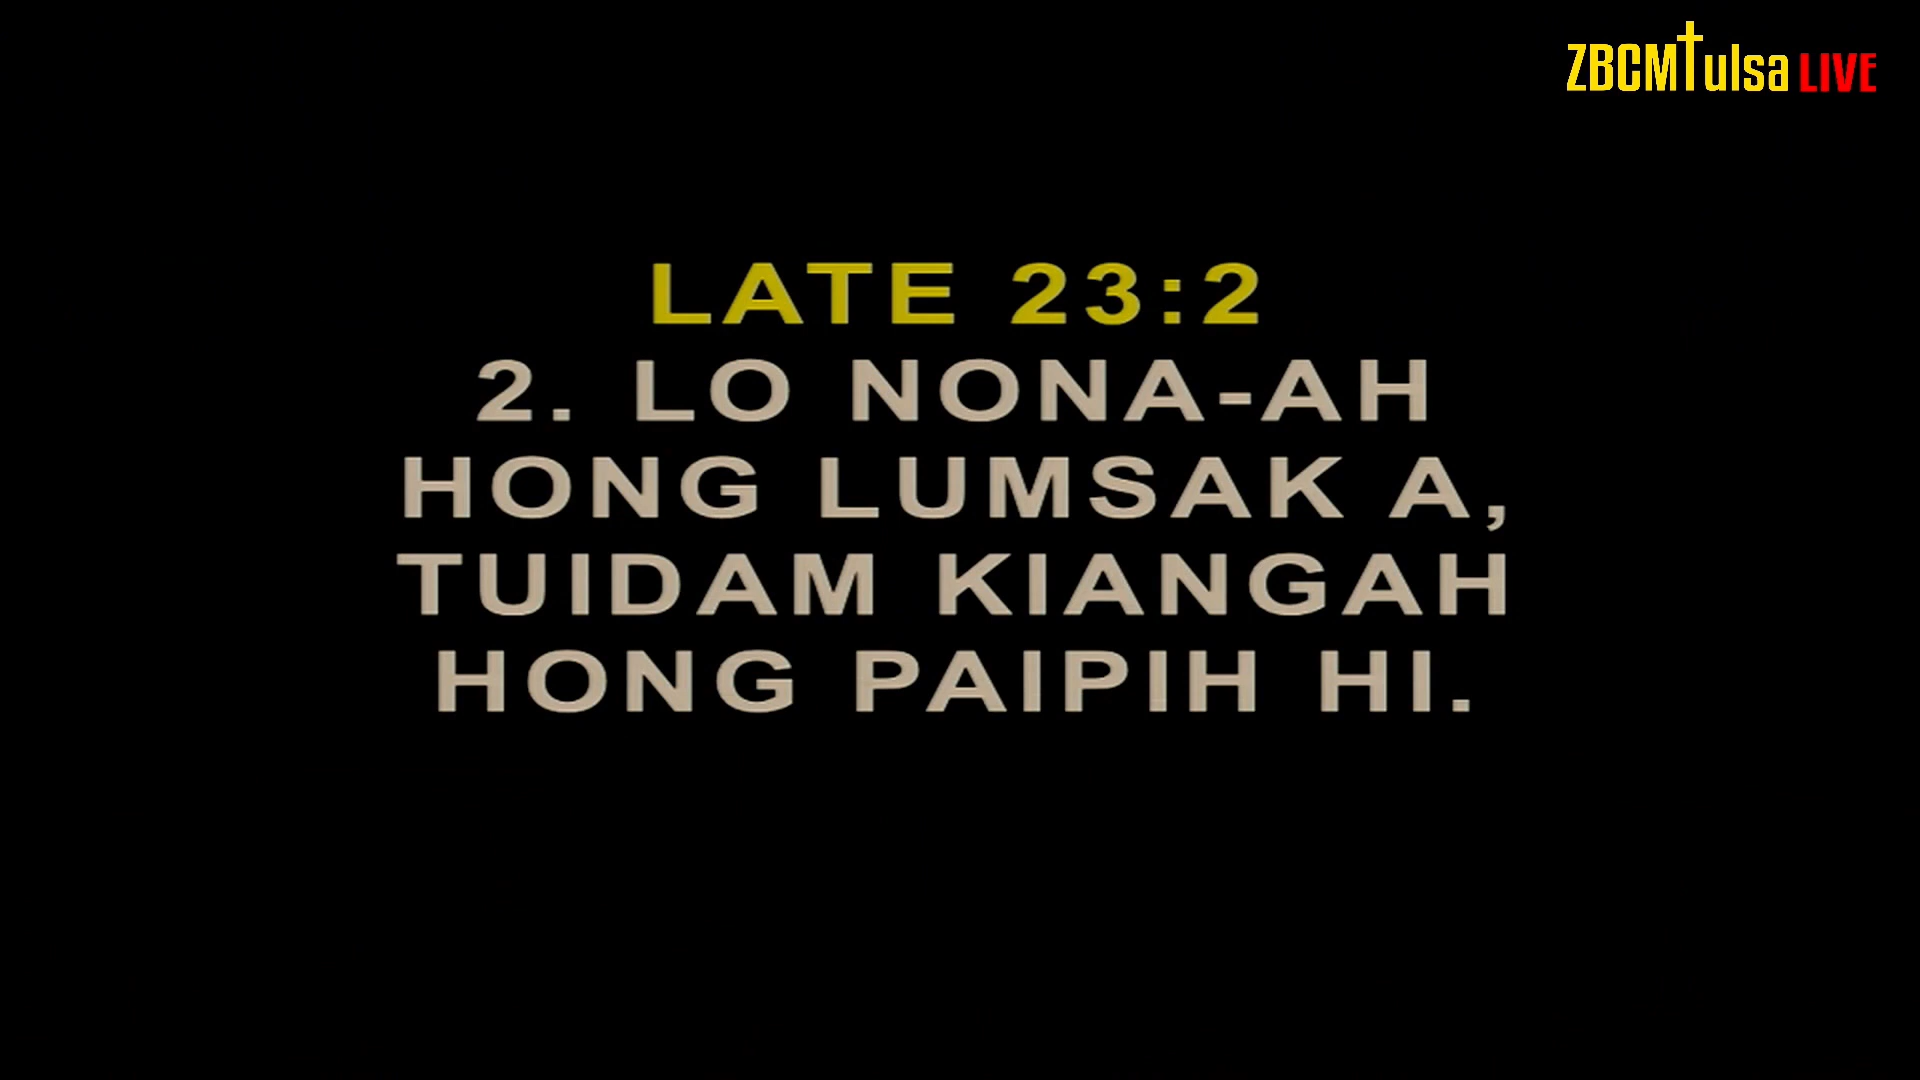 ZBCMTulsa LIVE
LATE 23:2
2. LO NONA-AH
HONG LUMSAK A,
TUIDAM KIANGAH
HONG PAIPIH HI.